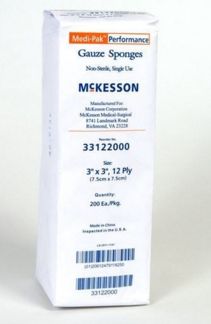 Medi-Pak Performance
Gauze Sponges
Non-Sterile, Single Use
McKESSON
Manufactured For:
McKesson Corporation
McKesson Medical-Surgical
8741 Landmark Road
Richmond, VA 23228
Reorder No.
33122000
Size:
3" x 3", 12 Ply
(7.5cm x 7.5cm)
Quantity:
200 Ea./Pkg.
Made in China
Inspected in the U.S.A.
33122000